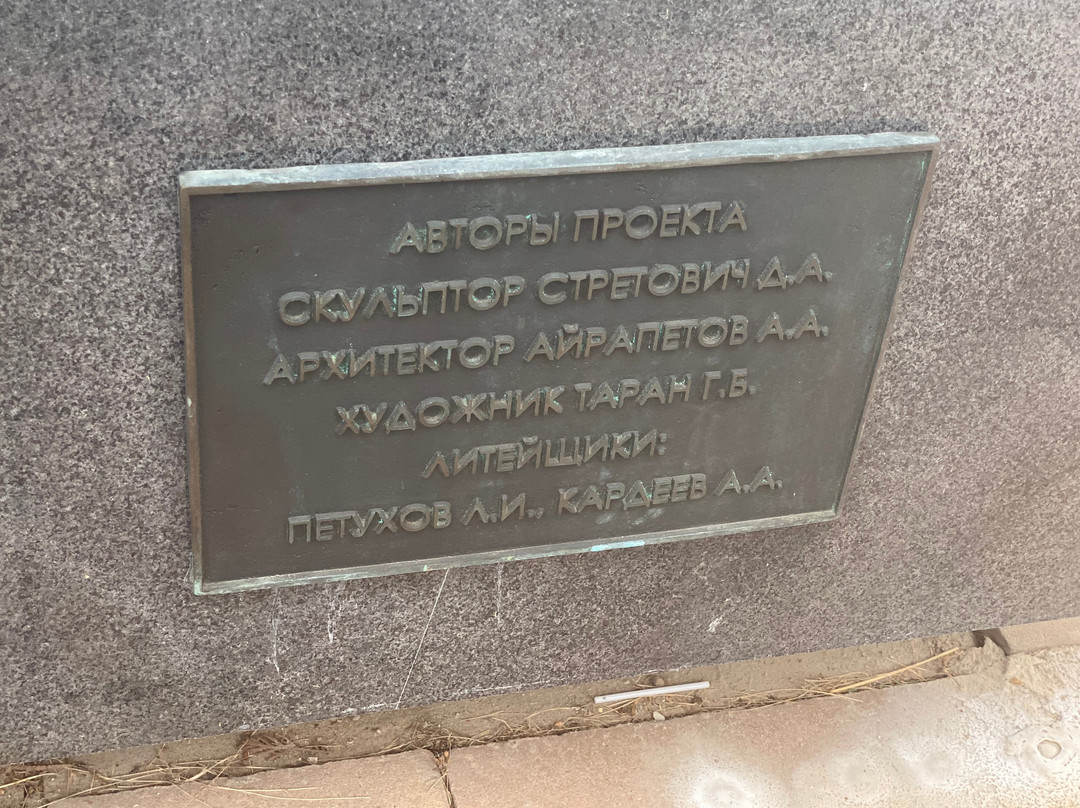 АВТОРЫ ПРОЕКТА
СКУЛЬПТОР СТРЕТОВИЧ Д.А.
АРХИТЕКТОР АЙРАПЕТОВ А.А.
ХУДОЖНИК ТАРАН Г.Б.
ЛИТЕЙЩИКИ:
ПЕТУХОВ Л.И., КАРДЕЕВ А.А.